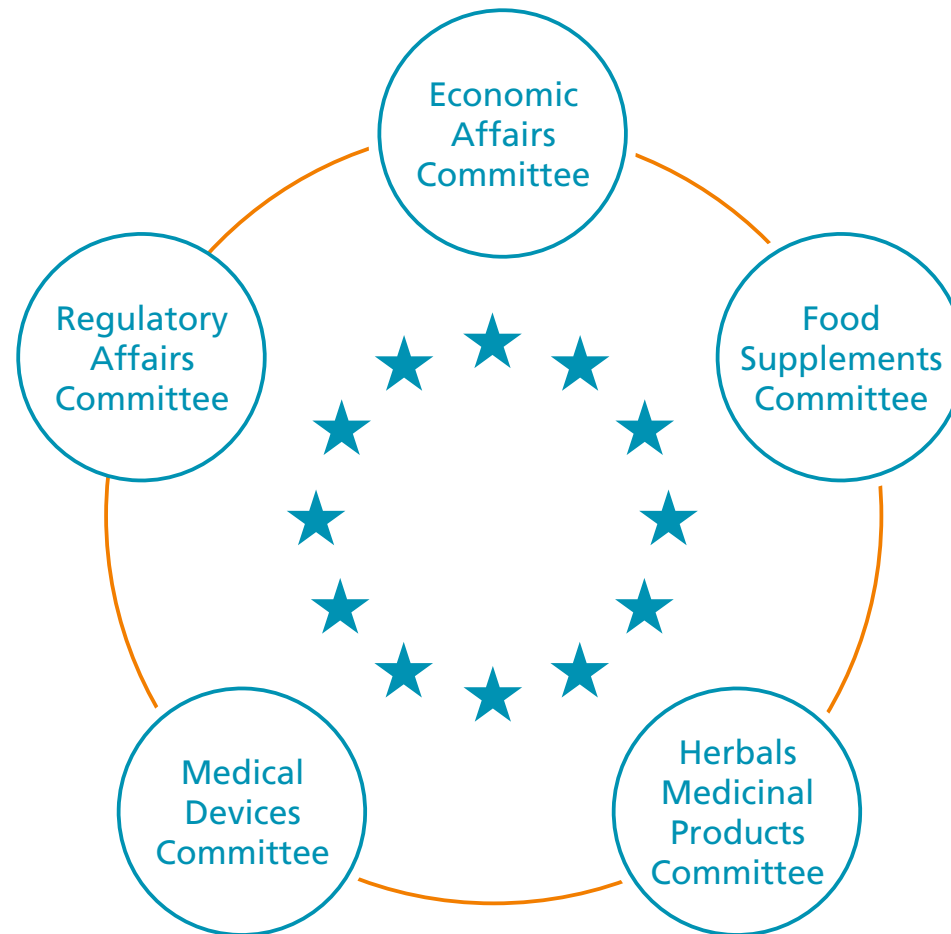 Economic
Affairs
Committee
Regulatory
Affairs
Committee
Food
Supplements
Committee
Medical
Devices
Committee
Herbals
Medicinal
Products
Committee